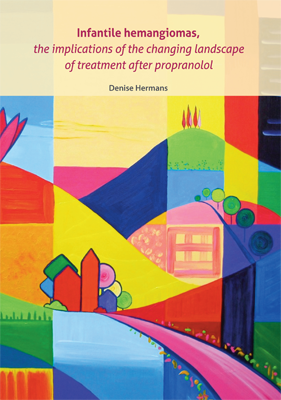 Infantile hemangiomas,
the implications of the changing landscape
of treatment after propranolol
Denise Hermans